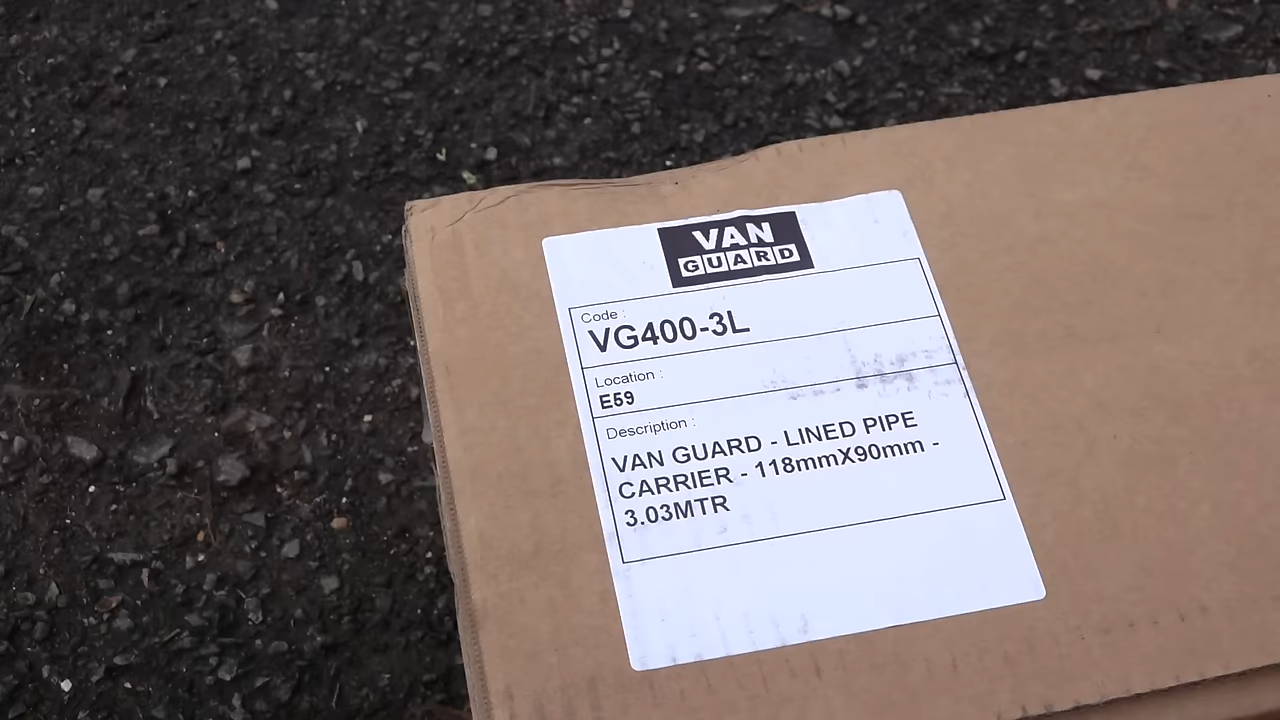 VAN
GUARD
Code :
VG400-3L
Location :
E59
Description :
VAN GUARD - LINED PIPE
CARRIER - 118mmX90mm -
3.03MTR